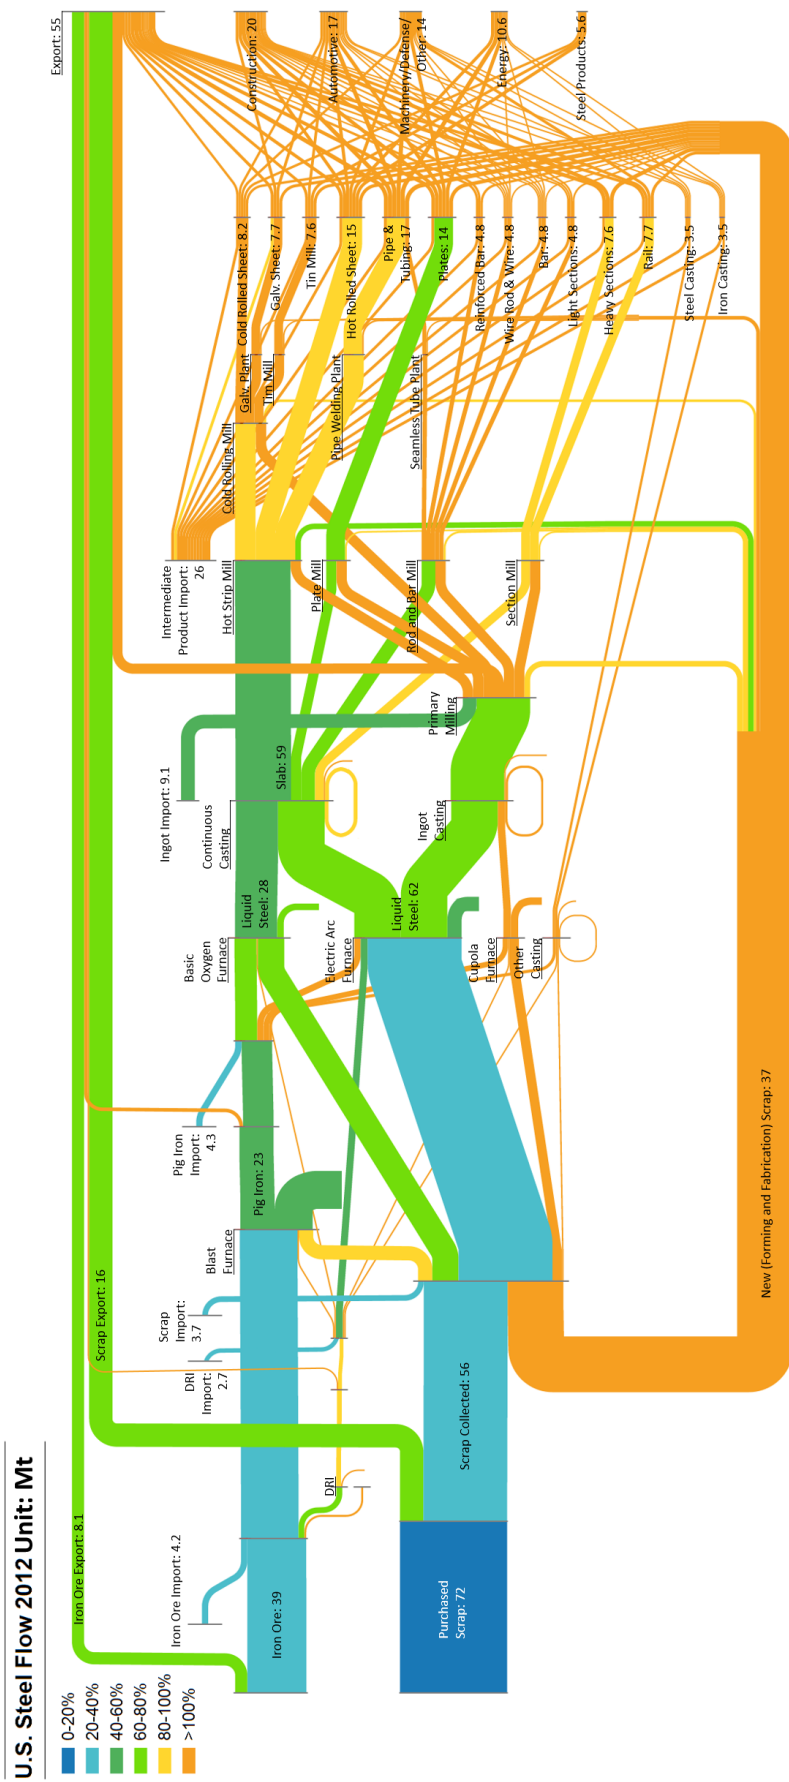 U.S. Steel Flow 2012 Unit: Mt
0-20%
20-40%
40-60%
60-80%
80-100%
>100%
Iron Ore Export: 8.1
Scrap Export: 16
Export: 55
Iron Ore Import: 4.2
Iron Ore: 39
Purchased
Scrap: 72
DRI
DRI
Import:
2.7
Scrap
Import:
3.7
Scrap Collected: 56
Blast
Furnace
Pig Iron: 23
Pig Iron
Import:
4.3
Basic
Oxygen
Furnace
Electric Arc
Furnace
Cupola
Furnace
Other
Casting
Liquid
Steel: 28
Liquid
Steel: 62
Ingot Import: 9.1
Continuous
Casting
Ingot
Casting
Slab: 59
Primary
Milling
Intermediate
Product Import:
26
Hot Strip Mill
Plate Mill
Rod and Bar Mill
Section Mill
Cold Rolling Mill
Galv. Plant
Tim Mill
Pipe Welding Plant
Seamless Tube Plant
Cold Rolled Sheet: 8.2
Galv. Sheet: 7.7
Tin Mill: 7.6
Hot Rolled Sheet: 15
Pipe &
Tubing: 17
Plates: 14
Reinforced Bar: 4.8
Wire Rod & Wire: 4.8
Bar: 4.8
Light Sections: 4.8
Heavy Sections: 7.6
Rail: 7.7
Steel Casting: 3.5
Iron Casting: 3.5
Construction: 20
Automotive: 17
Machinery/Defense/
Other: 14
Energy: 10.6
Steel Products: 5.6
New (Forming and Fabrication) Scrap: 37